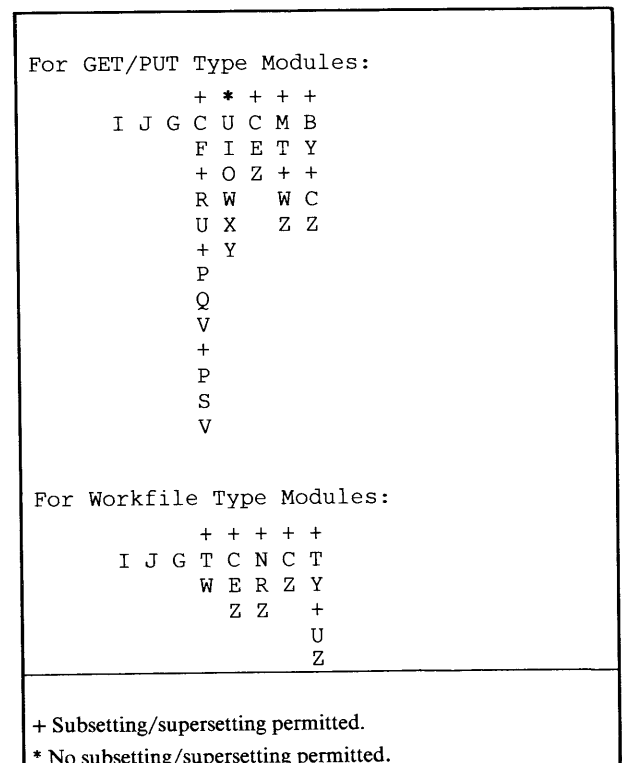 For GET/PUT Type Modules:
+ * + + +
I J G C U C M B
F I E T Y
+ O Z + +
R W W C
U X Z Z
+ Y
P
Q
V
+
P
S
V
For Workfile Type Modules:
+ + + + +
I J G T C N C T
W E R Z Y
Z Z +
U
Z
+ Subsetting/supersetting permitted.
* No subsetting/supersetting permitted.